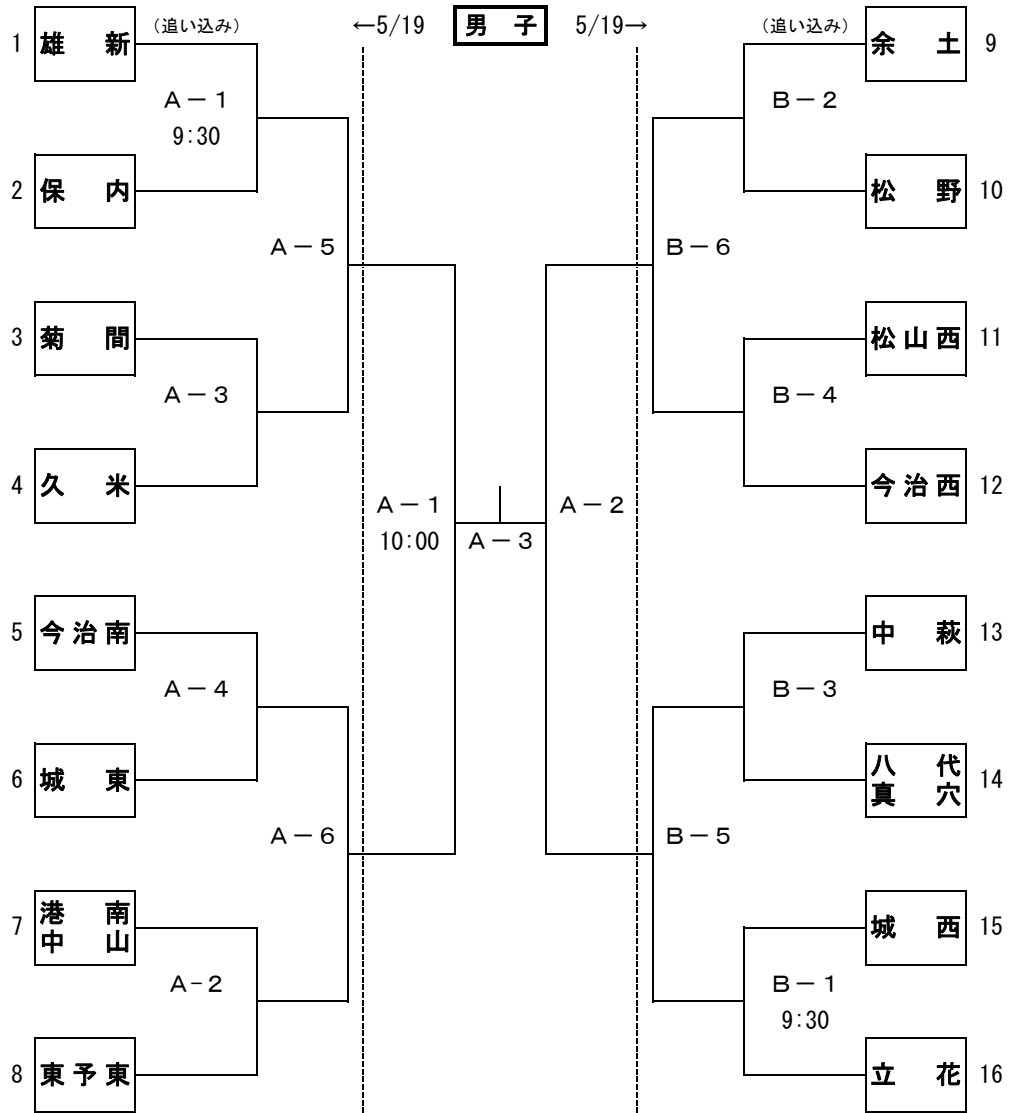 男 子
←5/19
5/19→
(追い込み)
1 雄 新
A－1
9:30
2 保 内
A－5
3 菊 間
A－3
4 久 米
A－1
10:00
5 今治南
A－4
6 城 東
A－6
7 港 南
中 山
A-2
8 東予東
A－3
(追い込み)
余 土 9
B－2
松 野 10
B－6
松山西 11
B－4
今治西 12
A－2
中 萩 13
B－3
八 代
真 穴 14
B－5
城 西 15
B－1
9:30
立 花 16